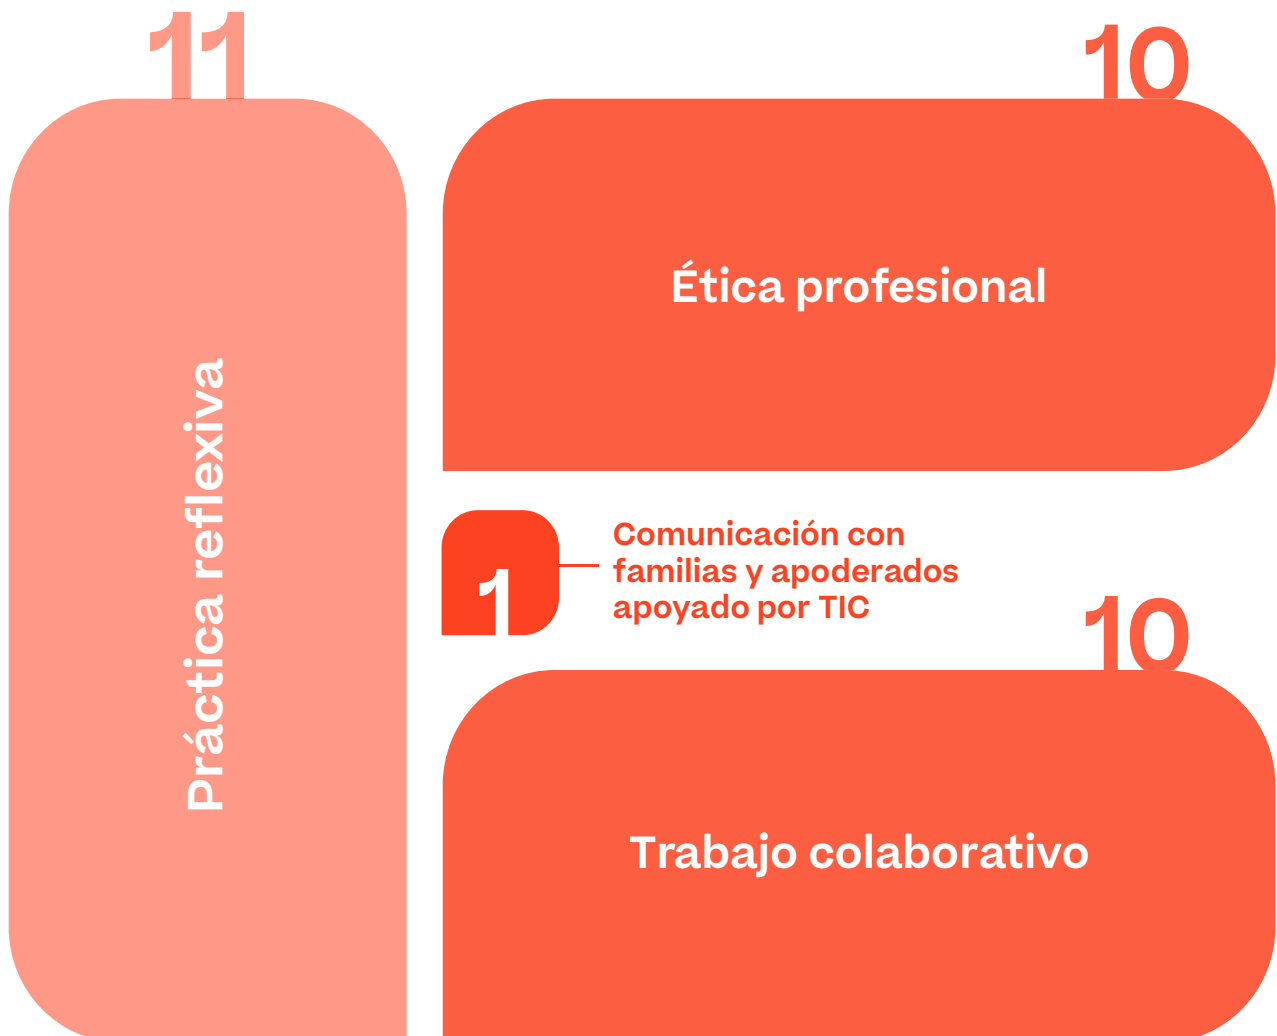 11
Práctica reflexiva
10
Ética profesional
1
Comunicación con
familias y apoderados
apoyado por TIC
10
Trabajo colaborativo